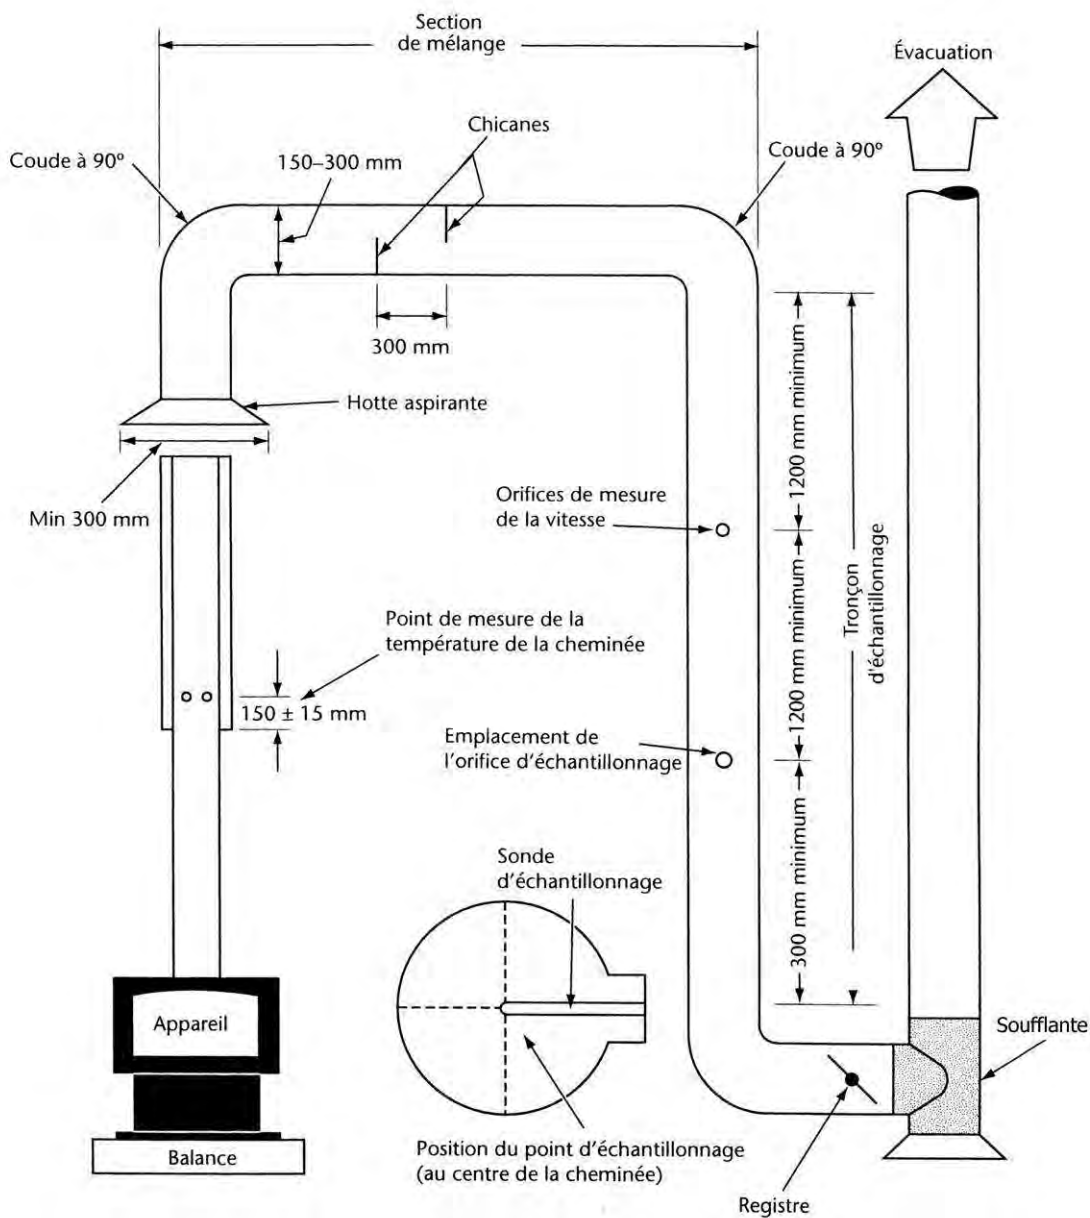 Section
de mélange
Évacuation
Chicanes
Coude à 90º
150–300 mm
Coude à 90º
300 mm
Hotte aspirante
Min 300 mm
1200 mm minimum
Orifices de mesure
de la vitesse
Tronçon
d'échantillonnage
1200 mm minimum
Point de mesure de la
température de la cheminée
150 ± 15 mm
Emplacement de
l'orifice d'échantillonnage
300 mm minimum
Sonde
d'échantillonnage
Appareil
Soufflante
Balance
Position du point d'échantillonnage
(au centre de la cheminée)
Registre